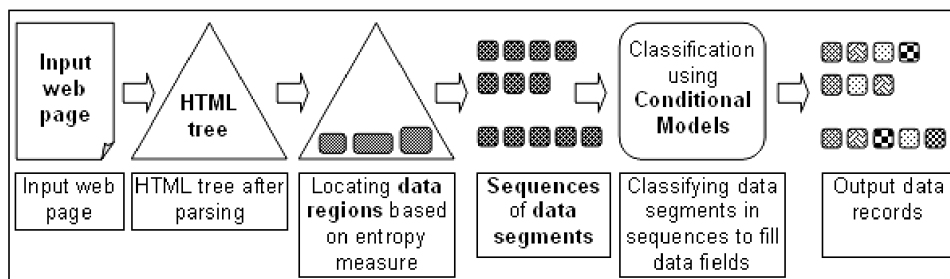 Input
web
page
HTML
tree
Classification
using
Conditional
Models
Input web
page
HTML tree after
parsing
Locating data
regions based
on entropy
measure
Sequences
of data
segments
Classifying data
segments in
sequences to fill
data fields
Output data
records